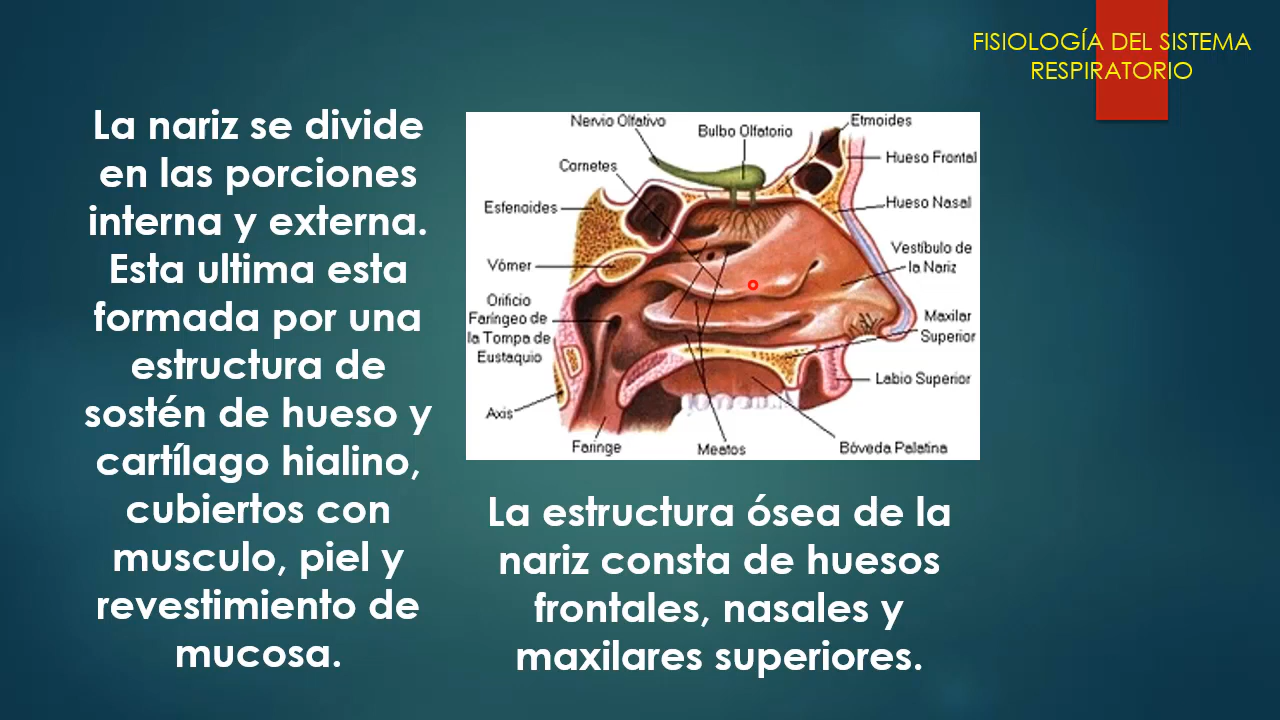 FISIOLOGÍA DEL SISTEMA
RESPIRATORIO
La nariz se divide
en las porciones
interna y externa.
Esta ultima esta
formada por una
estructura de
sostén de hueso y
cartílago hialino,
cubiertos con
musculo, piel y
revestimiento de
mucosa.
Nervio Olfativo
Bulbo Olfatorio
Etmoides
Cornetes
Hueso Frontal
Esfenoides
Hueso Nasal
Vómer
Vestíbulo de
la Nariz
Orificio
Faríngeo de
la Tompa de
Eustaquio
Maxilar
Superior
Labio Superior
Axis
Faringe
Meatos
Bóveda Palatina
La estructura ósea de la
nariz consta de huesos
frontales, nasales y
maxilares superiores.